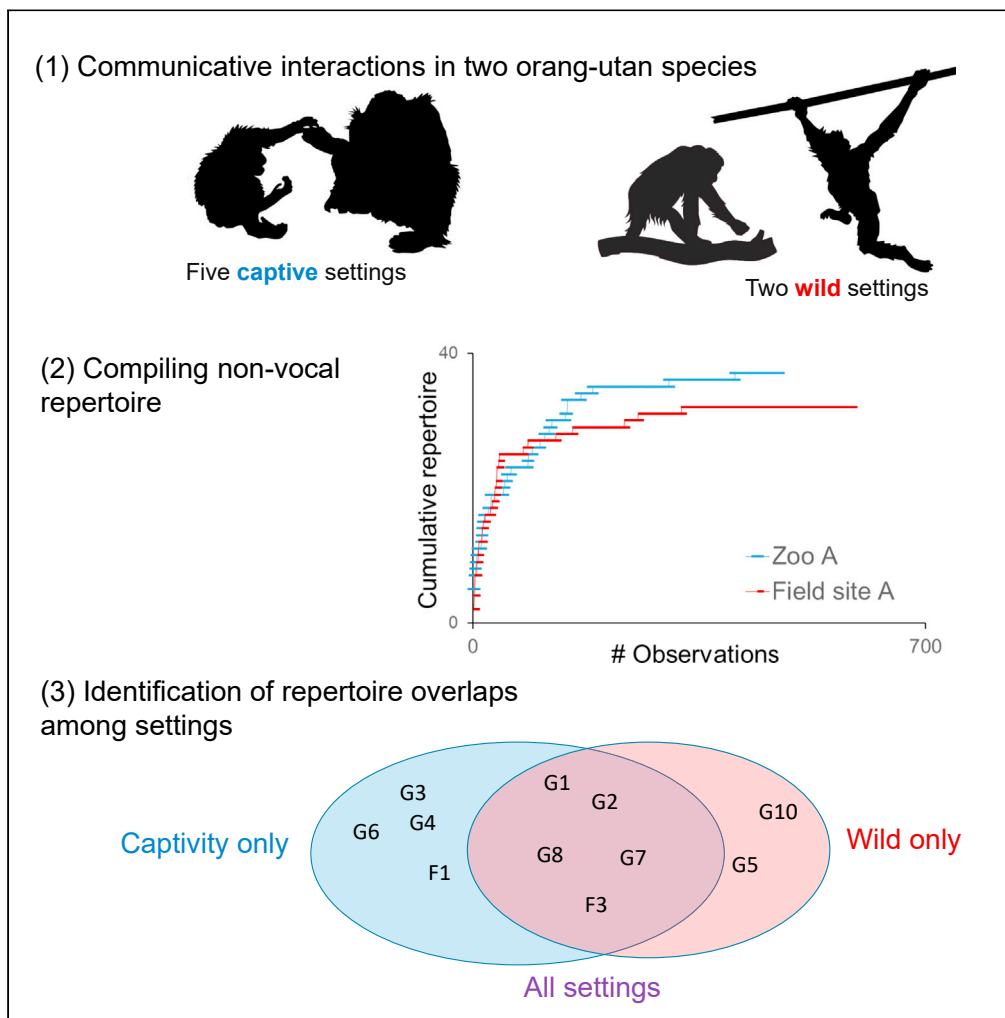 (1) Communicative interactions in two orang-utan species
Five captive settings
Two wild settings
(2) Compiling non-vocal
repertoire
40
Cumulative repertoire
0
Zoo A
Field site A
0
700
# Observations
(3) Identification of repertoire overlaps
among settings
G3
G1
G2
G10
G6
G4
Captivity only
Wild only
G8
G7
G5
F1
F3
All settings